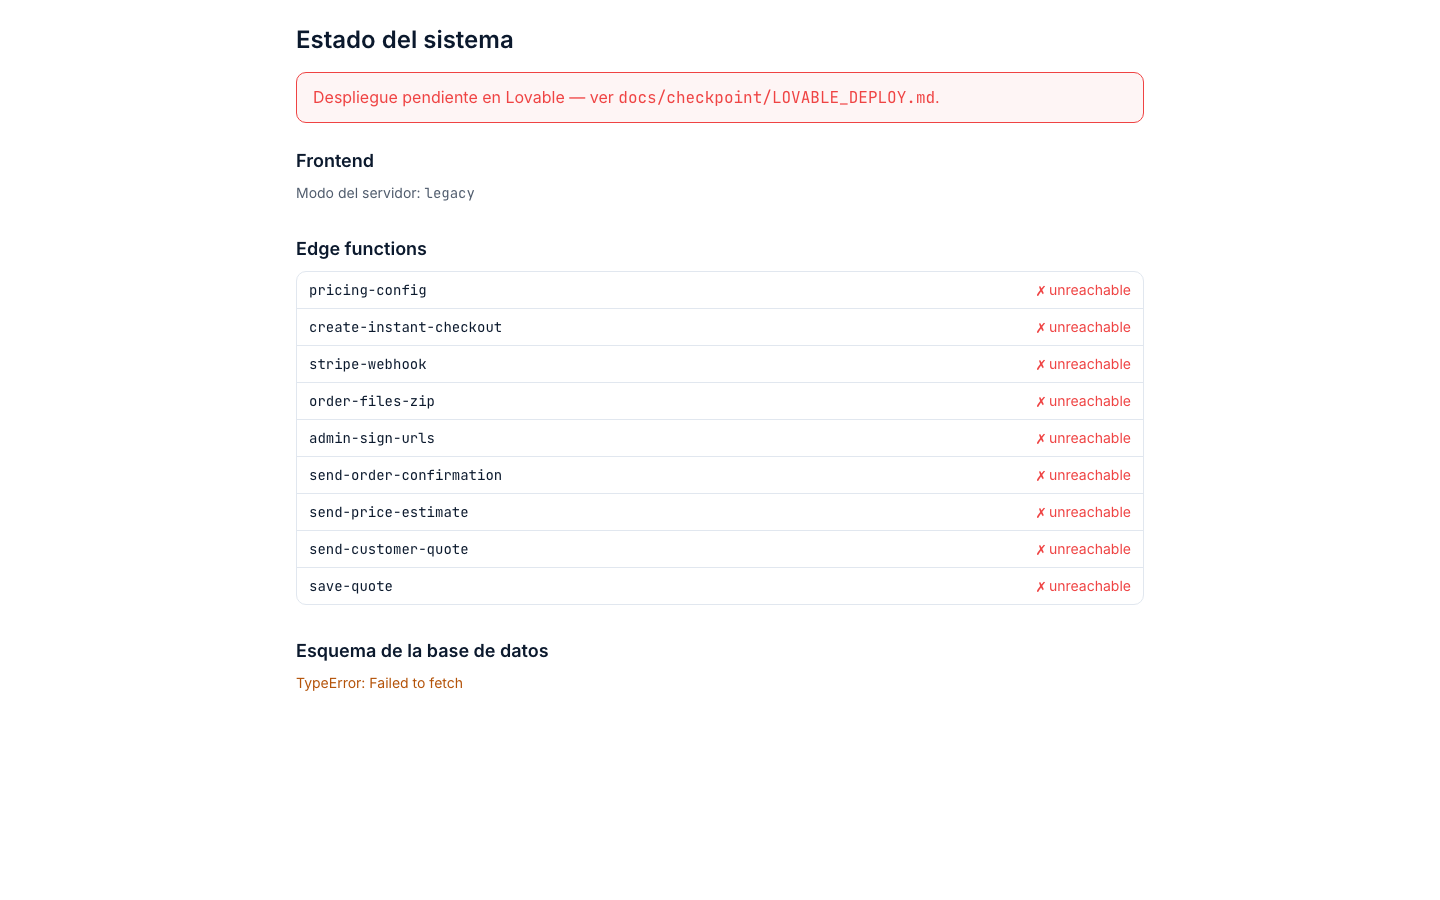 Estado del sistema
Despliegue pendiente en Lovable — ver docs/checkpoint/LOVABLE_DEPLOY.md.
Frontend
Modo del servidor: legacy
Edge functions
pricing-config ✗ unreachable
create-instant-checkout ✗ unreachable
stripe-webhook ✗ unreachable
order-files-zip ✗ unreachable
admin-sign-urls ✗ unreachable
send-order-confirmation ✗ unreachable
send-price-estimate ✗ unreachable
send-customer-quote ✗ unreachable
save-quote ✗ unreachable
Esquema de la base de datos
TypeError: Failed to fetch